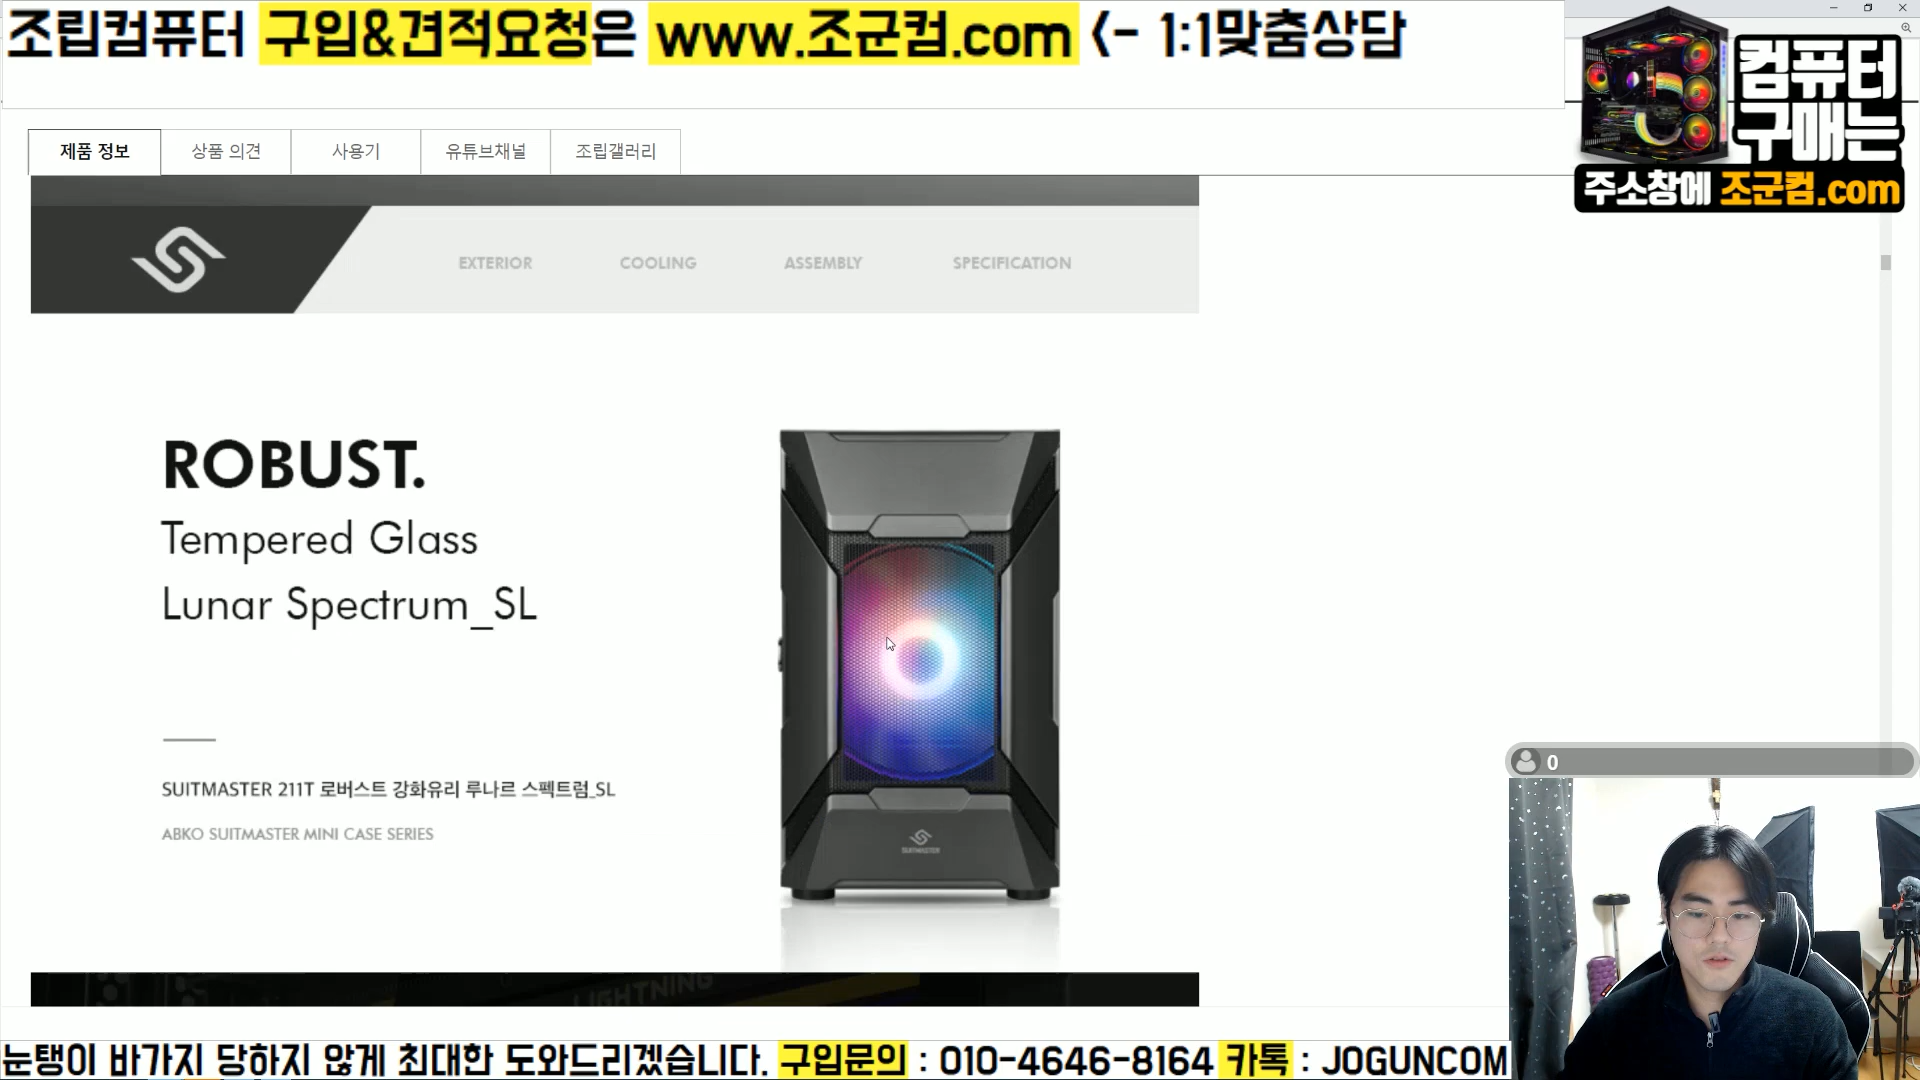 조립컴퓨터 구입&견적요청은 www.조군컴.com <- 1:1맞춤상담
컴퓨터
구매는
주소창에 조군컴.com
제품 정보
상품 의견
사용기
유튜브채널
조립갤러리
EXTERIOR
COOLING
ASSEMBLY
SPECIFICATION
ROBUST.
Tempered Glass
Lunar Spectrum_SL
SUITMASTER 211T 로버스트 강화유리 루나르 스펙트럼_SL
ABKO SUITMASTER MINI CASE SERIES
SUITMASTER
LIGHTNING
0
눈탱이 바가지 당하지 않게 최대한 도와드리겠습니다. 구입문의 : 010-4646-8164 카톡 : JOGUNCOM